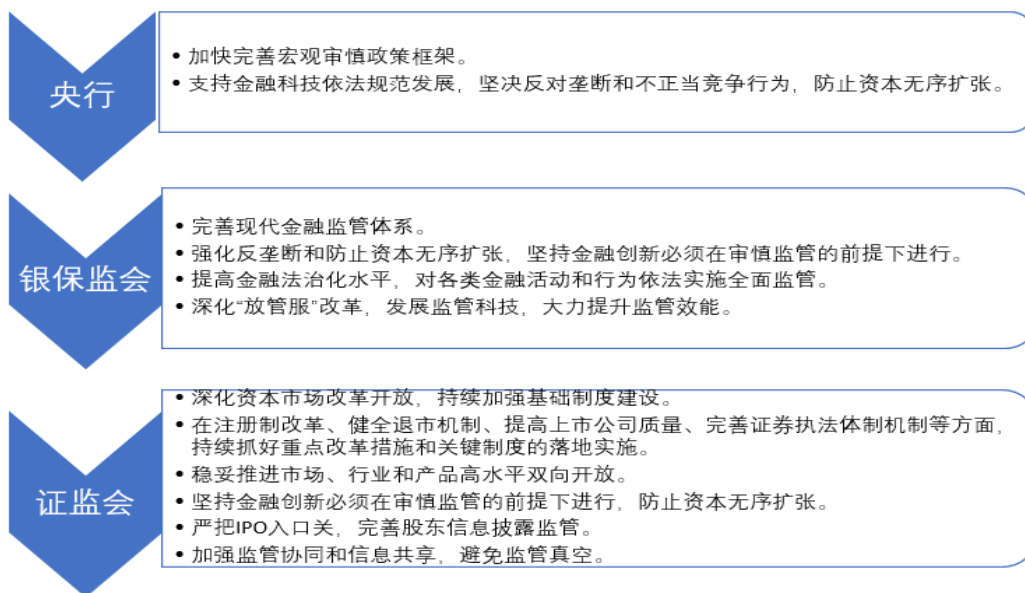 央行
• 加快完善宏观审慎政策框架。
• 支持金融科技依法规范发展，坚决反对垄断和不正当竞争行为，防止资本无序扩张。
银保监会
• 完善现代金融监管体系。
• 强化反垄断和防止资本无序扩张，坚持金融创新必须在审慎监管的前提下进行。
• 提高金融法治化水平，对各类金融活动和行为依法实施全面监管。
• 深化“放管服”改革，发展监管科技，大力提升监管效能。
证监会
• 深化资本市场改革开放，持续加强基础制度建设。
• 在注册制改革、健全退市机制、提高上市公司质量、完善证券执法体制机制等方面，
持续抓好重点改革措施和关键制度的落地实施。
• 稳妥推进市场、行业和产品高水平双向开放。
• 坚持金融创新必须在审慎监管的前提下进行，防止资本无序扩张。
• 严把IPO入口关，完善股东信息披露监管。
• 加强监管协同和信息共享，避免监管真空。